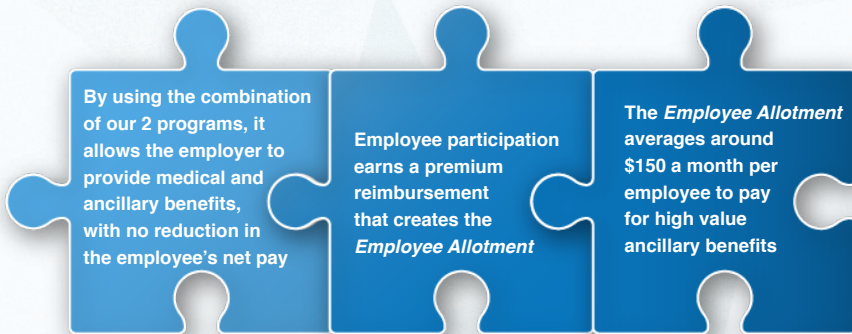 By using the combination
of our 2 programs, it
allows the employer to
provide medical and
ancillary benefits,
with no reduction in
the employee's net pay
Employee participation
earns a premium
reimbursement
that creates the
Employee Allotment
The Employee Allotment
averages around
$150 a month per
employee to pay
for high value
ancillary benefits